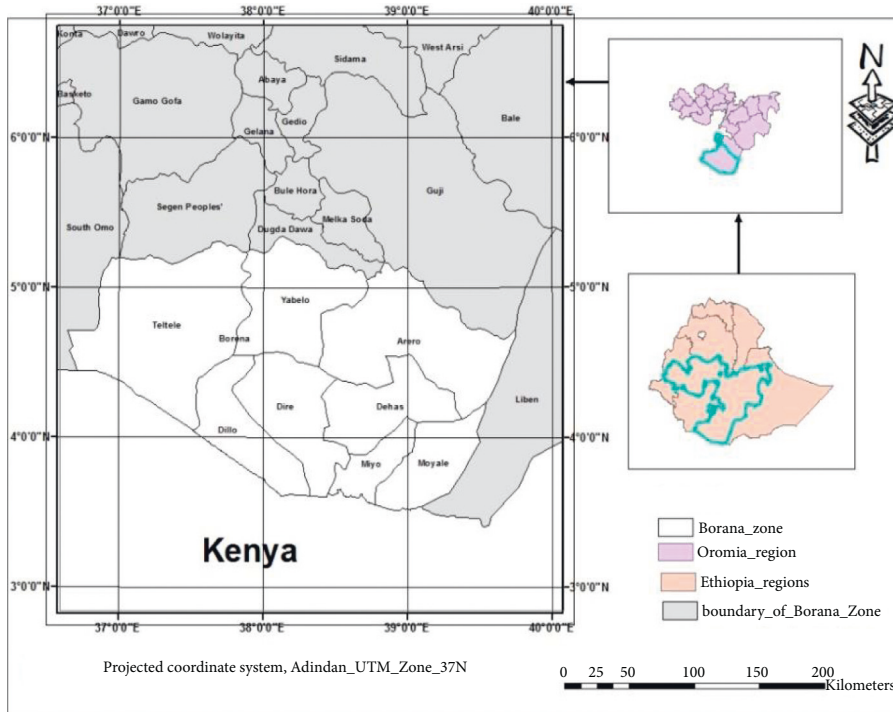 37°0'0"E 38°0'0"E 39°0'0"E 40°0'0"E
Konta Dawro Wolayita Sidama West Arsi
Basketo Gamo Gofa Abaya Bale
Gedio
Gelana
6°0'0"N 6°0'0"N
Bule Hora Guji
Segen Peoples' Melka Soda
South Omo Dugda Dawa
5°0'0"N 5°0'0"N
Yabelo
Teltele
Borena Arero
Dire Dehas Liben
Dillo
4°0'0"N 4°0'0"N
Miyo Moyale
Kenya
3°0'0"N 3°0'0"N
37°0'0"E 38°0'0"E 39°0'0"E 40°0'0"E
Projected coordinate system, Adindan_UTM_Zone_37N
N
Borana_zone
Oromia_region
Ethiopia_regions
boundary_of_Borana_Zone
0 25 50 100 150 200
Kilometers